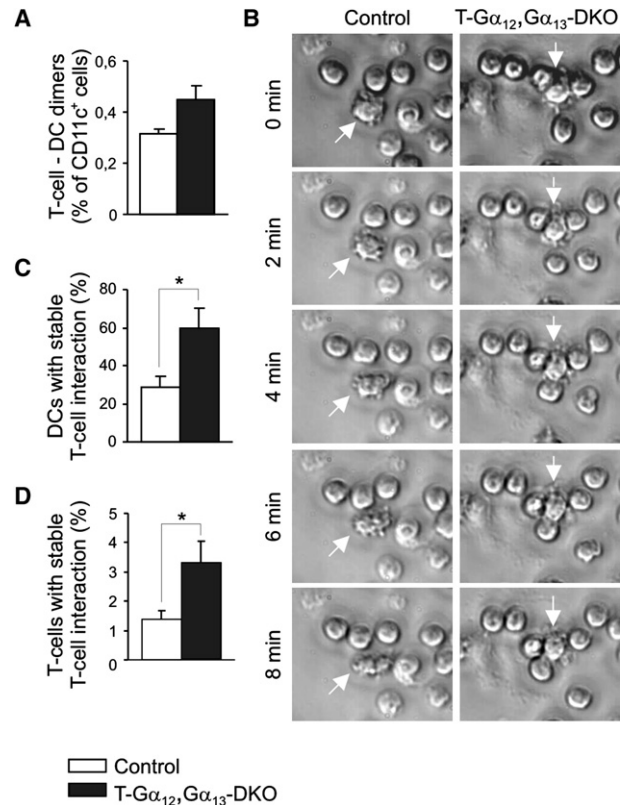 A
T-cell - DC dimers
(% of CD11c⁺ cells)
0,6
0,4
0,2
0
B
Control
T-Gα₁₂,Gα₁₃-DKO
0 min
2 min
4 min
6 min
8 min
C
DCs with stable
T-cell interaction (%)
80
60
40
20
0
*
D
T-cells with stable
T-cell interaction (%)
5
4
3
2
1
0
*
Control
T-Gα₁₂,Gα₁₃-DKO